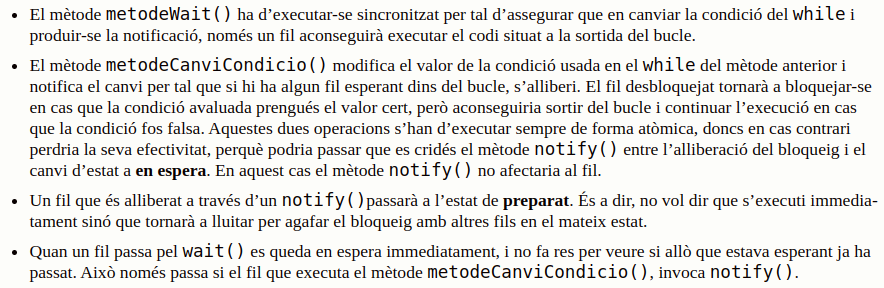 • El mètode metodeWait() ha d’executar-se sincronitzat per tal d’assegurar que en canviar la condició del while i
produir-se la notificació, només un fil aconseguirà executar el codi situat a la sortida del bucle.
• El mètode metodeCanviCondicio() modifica el valor de la condició usada en el while del mètode anterior i
notifica el canvi per tal que si hi ha algun fil esperant dins del bucle, s’alliberi. El fil desbloquejat tornarà a bloquejar-se
en cas que la condició avaluada prengués el valor cert, però aconseguiria sortir del bucle i continuar l’execució en cas
que la condició fos falsa. Aquestes dues operacions s’han d’executar sempre de forma atòmica, doncs en cas contrari
perdria la seva efectivitat, perquè podria passar que es cridés el mètode notify() entre l’alliberació del bloqueig i el
canvi d’estat a en espera. En aquest cas el mètode notify() no afectaria al fil.
• Un fil que és alliberat a través d’un notify()passarà a l’estat de preparat. És a dir, no vol dir que s’executi immedia-
tament sinó que tornarà a lluitar per agafar el bloqueig amb altres fils en el mateix estat.
• Quan un fil passa pel wait() es queda en espera immediatament, i no fa res per veure si allò que estava esperant ja ha
passat. Això només passa si el fil que executa el mètode metodeCanviCondicio(), invoca notify().